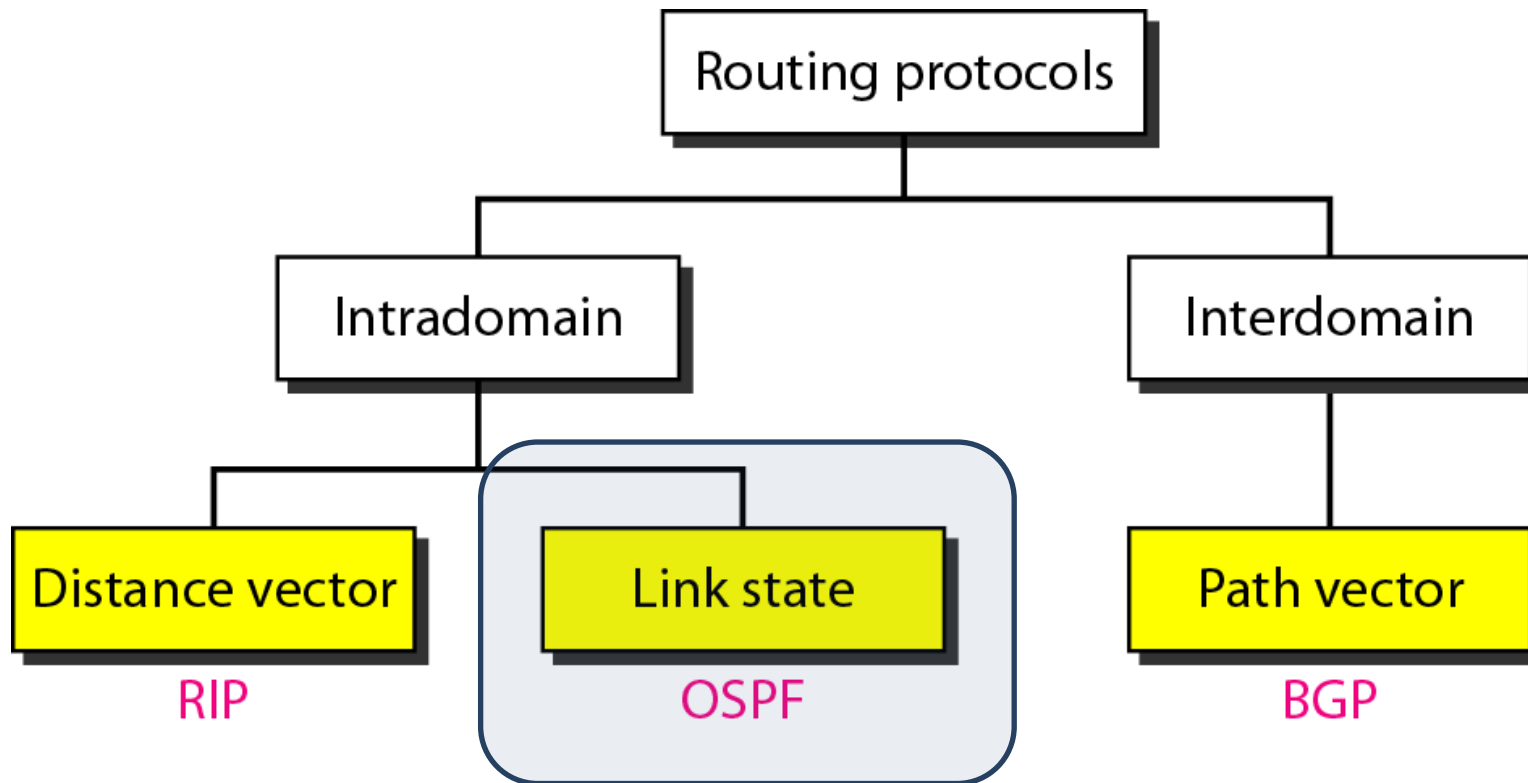 Routing protocols
Intradomain
Interdomain
Distance vector
Link state
Path vector
RIP
OSPF
BGP